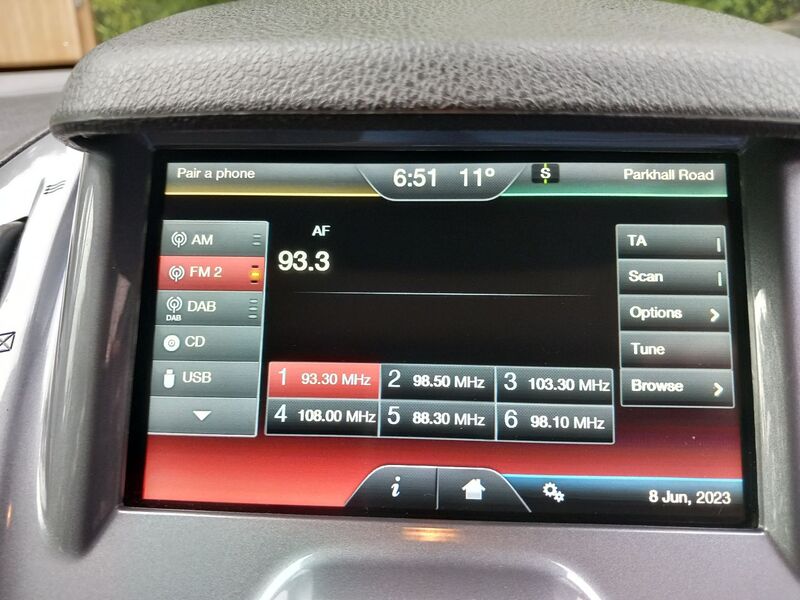 Pair a phone
6:51 11° S
Parkhall Road
AM
FM 2
DAB
DAB
CD
USB
AF
93.3
1 93.30 MHz 2 98.50 MHz 3 103.30 MHz
4 108.00 MHz 5 88.30 MHz 6 98.10 MHz
TA
Scan
Options
Tune
Browse
i
8 Jun, 2023